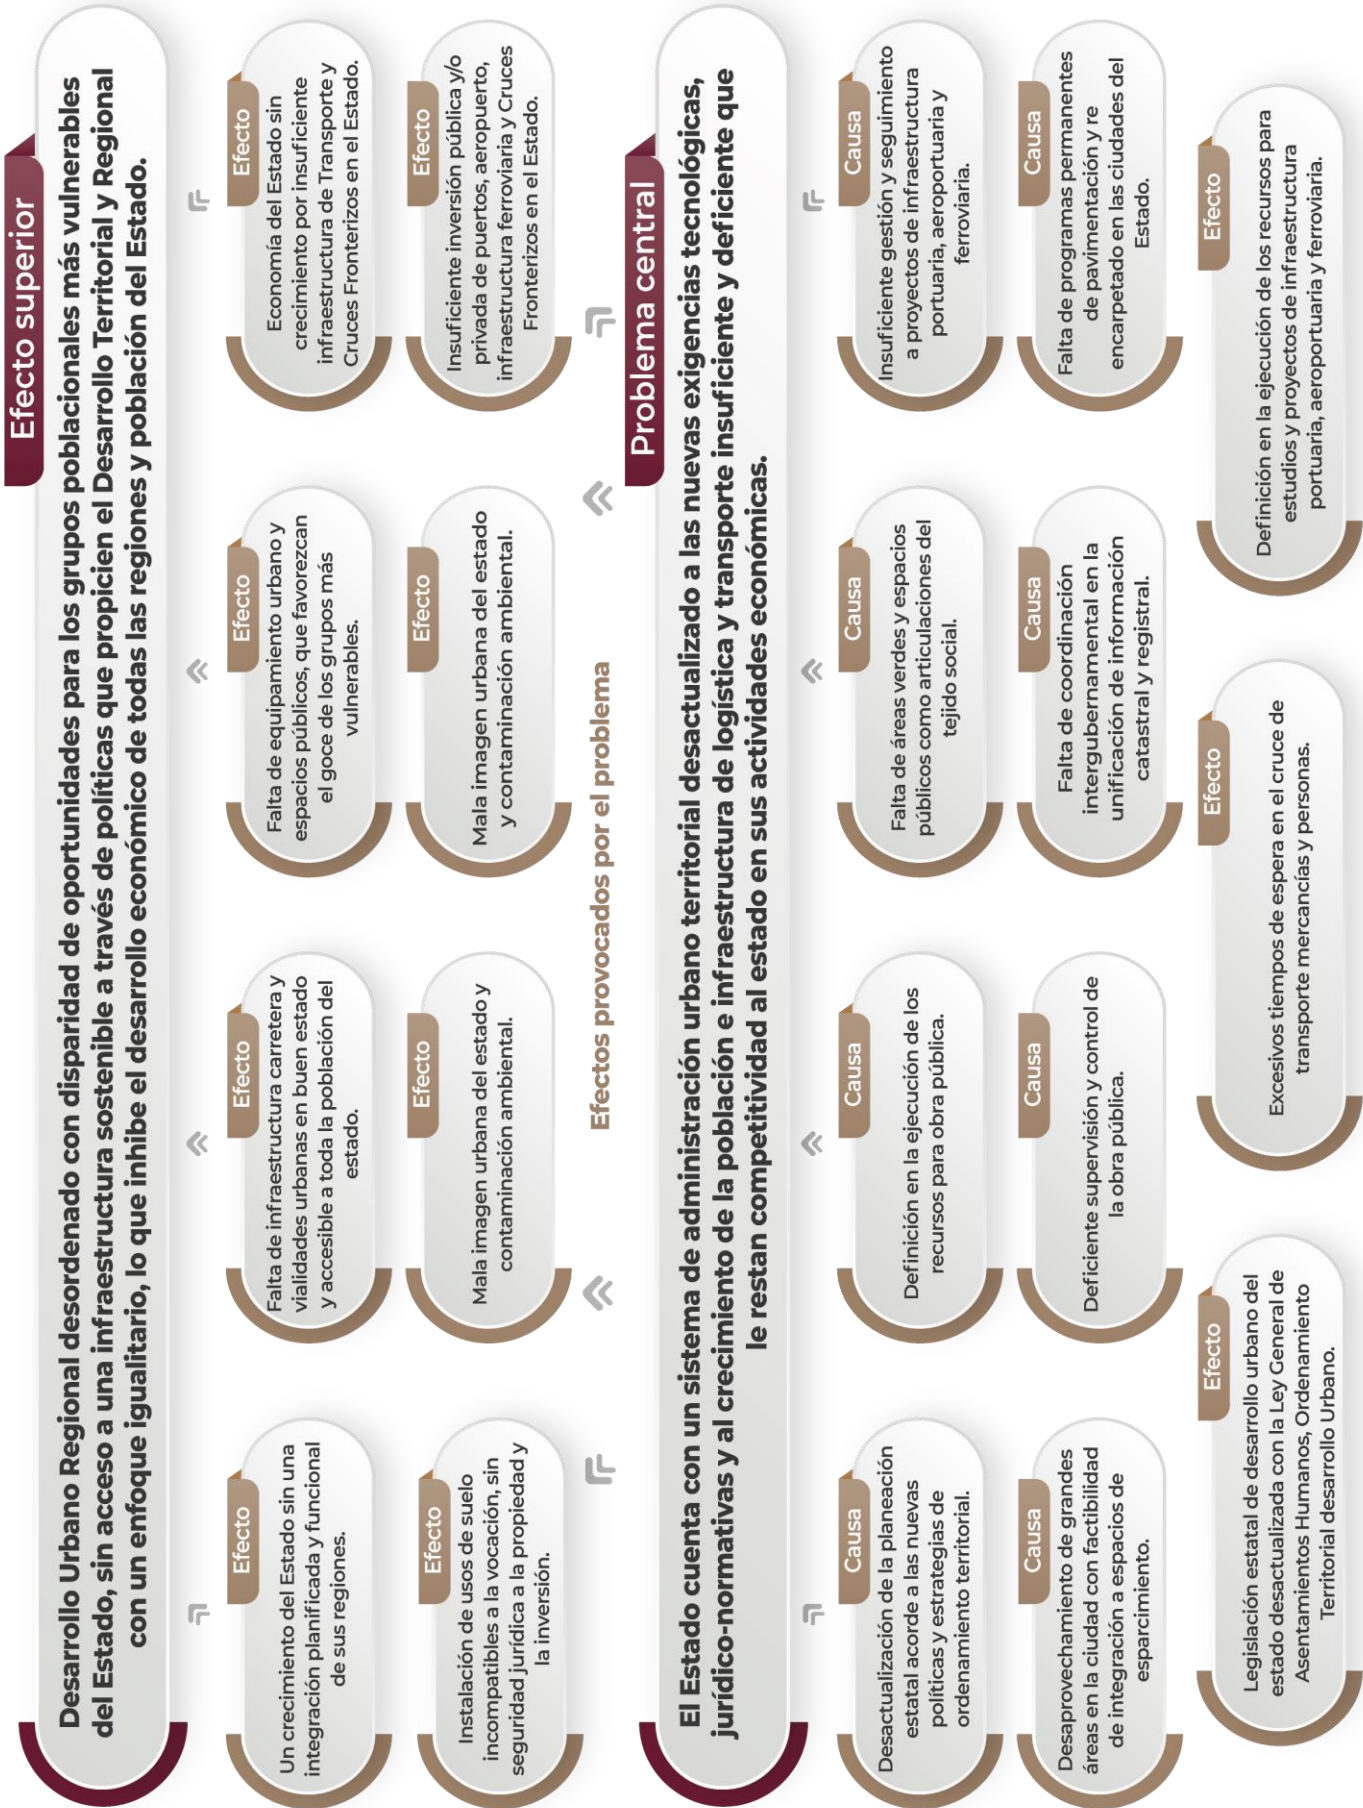 Efecto superior
Desarrollo Urbano Regional desordenado con disparidad de oportunidades para los grupos poblacionales más vulnerables
del Estado, sin acceso a una infraestructura sostenible a través de políticas que propicien el Desarrollo Territorial y Regional
con un enfoque igualitario, lo que inhibe el desarrollo económico de todas las regiones y población del Estado.
Efecto
Un crecimiento del Estado sin una
integración planificada y funcional
de sus regiones.
Efecto
Falta de infraestructura carretera y
vialidades urbanas en buen estado
y accesible a toda la población del
estado.
Efecto
Falta de equipamiento urbano y
espacios públicos, que favorezcan
el goce de los grupos más
vulnerables.
Efecto
Economía del Estado sin
crecimiento por insuficiente
infraestructura de Transporte y
Cruces Fronterizos en el Estado.
Efecto
Instalación de usos de suelo
incompatibles a la vocación, sin
seguridad jurídica a la propiedad y
la inversión.
Efecto
Mala imagen urbana del estado y
contaminación ambiental.
Efecto
Mala imagen urbana del estado
y contaminación ambiental.
Efecto
Insuficiente inversión pública y/o
privada de puertos, aeropuerto,
infraestructura ferroviaria y Cruces
Fronterizos en el Estado.
Efectos provocados por el problema
Problema central
El Estado cuenta con un sistema de administración urbano territorial desactualizado a las nuevas exigencias tecnológicas,
jurídico-normativas y al crecimiento de la población e infraestructura de logística y transporte insuficiente y deficiente que
le restan competitividad al estado en sus actividades económicas.
Causa
Desactualización de la planeación
estatal acorde a las nuevas
políticas y estrategias de
ordenamiento territorial.
Causa
Definición en la ejecución de los
recursos para obra pública.
Causa
Falta de áreas verdes y espacios
públicos como articulaciones del
tejido social.
Causa
Insuficiente gestión y seguimiento
a proyectos de infraestructura
portuaria, aeroportuaria y
ferroviaria.
Causa
Desaprovechamiento de grandes
áreas en la ciudad con factibilidad
de integración a espacios de
esparcimiento.
Causa
Deficiente supervisión y control de
la obra pública.
Causa
Falta de coordinación
intergubernamental en la
unificación de información
catastral y registral.
Causa
Falta de programas permanentes
de pavimentación y re
encarpetado en las ciudades del
Estado.
Efecto
Legislación estatal de desarrollo urbano del
estado desactualizada con la Ley General de
Asentamientos Humanos, Ordenamiento
Territorial desarrollo Urbano.
Efecto
Excesivos tiempos de espera en el cruce de
transporte mercancías y personas.
Efecto
Definición en la ejecución de los recursos para
estudios y proyectos de infraestructura
portuaria, aeroportuaria y ferroviaria.